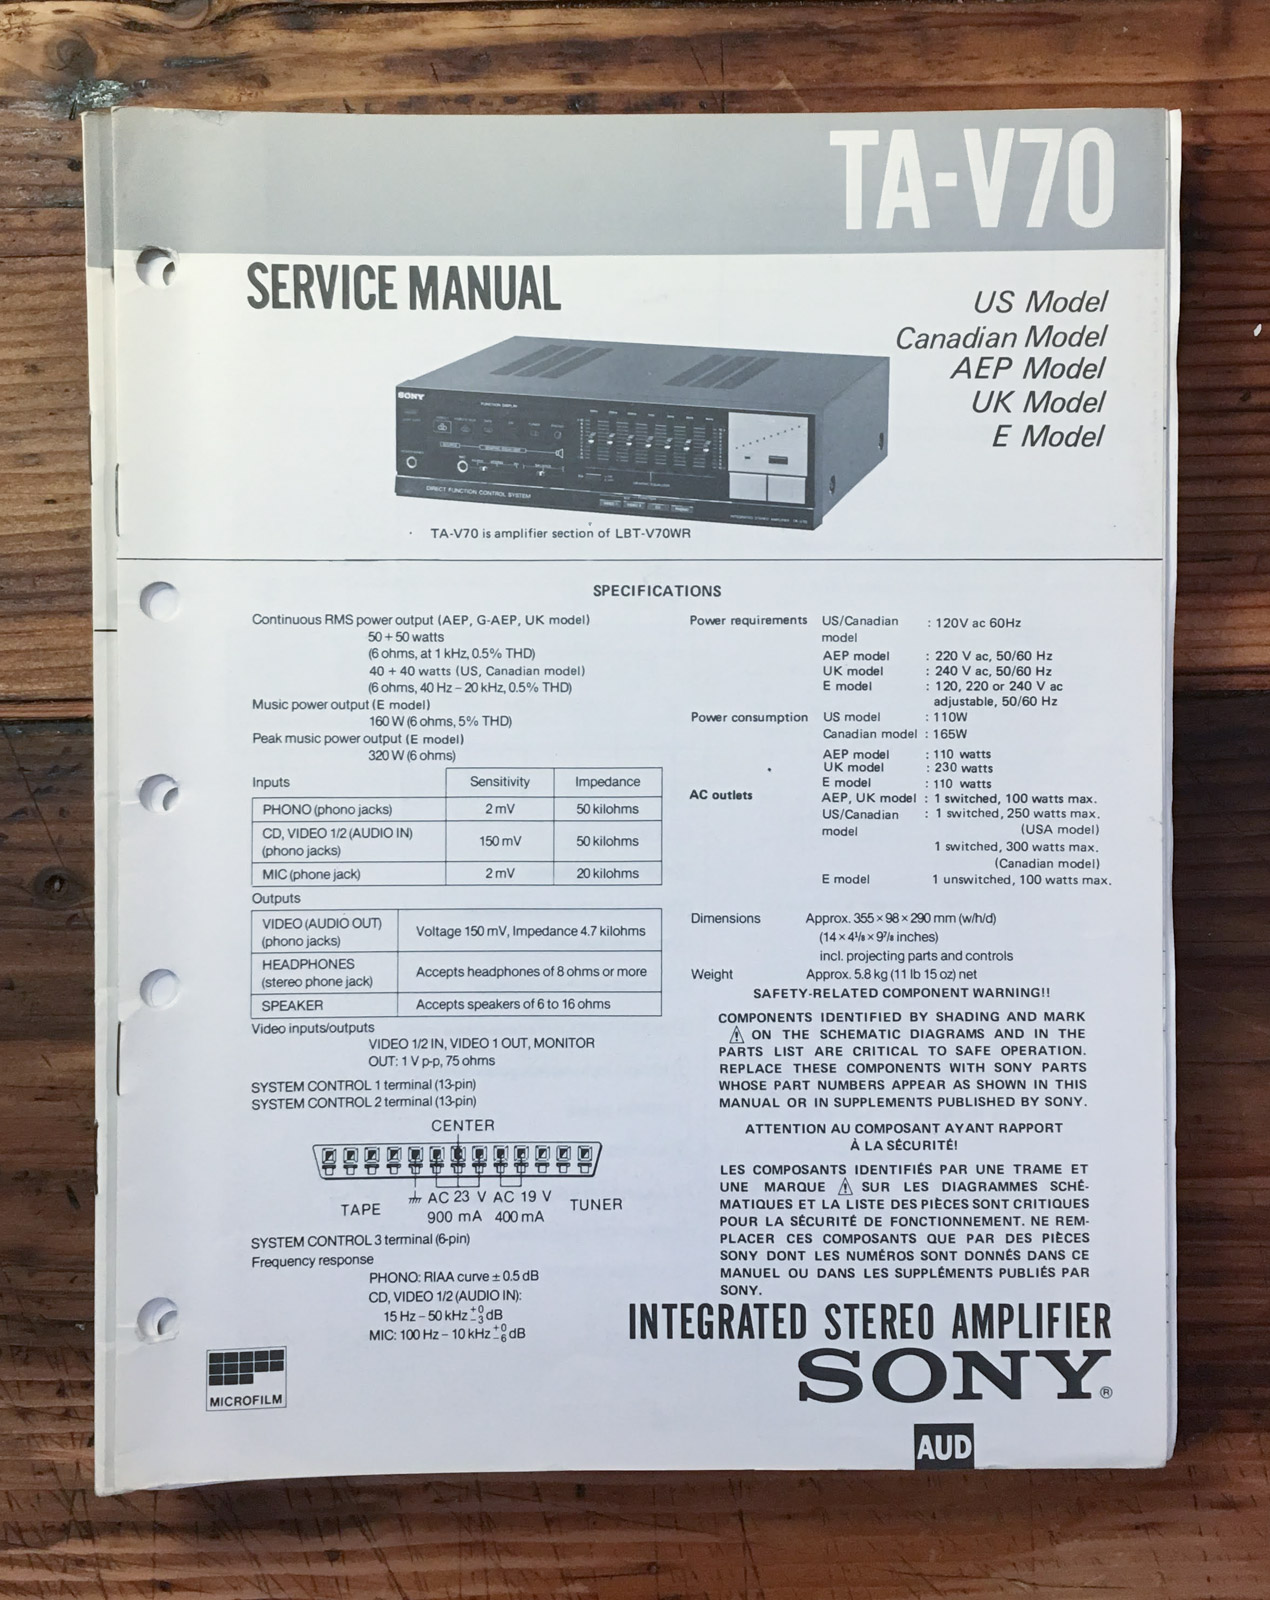 TA-V70
SERVICE MANUAL
US Model
Canadian Model
AEP Model
UK Model
E Model
SONY
FUNCTION DISPLAY
DIRECT FUNCTION CONTROL SYSTEM
TA-V70 is amplifier section of LBT-V70WR
SPECIFICATIONS
Continuous RMS power output (AEP, G-AEP, UK model)
50 + 50 watts
(6 ohms, at 1 kHz, 0.5% THD)
40 + 40 watts (US, Canadian model)
(6 ohms, 40 Hz – 20 kHz, 0.5% THD)
Music power output (E model)
160 W (6 ohms, 5% THD)
Peak music power output (E model)
320 W (6 ohms)
Inputs Sensitivity Impedance
PHONO (phono jacks) 2 mV 50 kilohms
CD, VIDEO 1/2 (AUDIO IN)
(phono jacks) 150 mV 50 kilohms
MIC (phone jack) 2 mV 20 kilohms
Outputs
VIDEO (AUDIO OUT)
(phono jacks) Voltage 150 mV, Impedance 4.7 kilohms
HEADPHONES
(stereo phone jack) Accepts headphones of 8 ohms or more
SPEAKER Accepts speakers of 6 to 16 ohms
Video inputs/outputs
VIDEO 1/2 IN, VIDEO 1 OUT, MONITOR
OUT: 1 V p-p, 75 ohms
SYSTEM CONTROL 1 terminal (13-pin)
SYSTEM CONTROL 2 terminal (13-pin)
CENTER
AC 23 V AC 19 V
TAPE 900 mA 400 mA TUNER
SYSTEM CONTROL 3 terminal (6-pin)
Frequency response
PHONO: RIAA curve ± 0.5 dB
CD, VIDEO 1/2 (AUDIO IN):
15 Hz – 50 kHz +0 −3 dB
MIC: 100 Hz – 10 kHz +0 −6 dB
MICROFILM
Power requirements US/Canadian model : 120V ac 60Hz
AEP model : 220 V ac, 50/60 Hz
UK model : 240 V ac, 50/60 Hz
E model : 120, 220 or 240 V ac
adjustable, 50/60 Hz
Power consumption US model : 110W
Canadian model : 165W
AEP model : 110 watts
UK model : 230 watts
E model : 110 watts
AC outlets AEP, UK model : 1 switched, 100 watts max.
US/Canadian model : 1 switched, 250 watts max.
(USA model)
1 switched, 300 watts max.
(Canadian model)
E model 1 unswitched, 100 watts max.
Dimensions Approx. 355 × 98 × 290 mm (w/h/d)
(14 × 4 1/8 × 9 7/8 inches)
incl. projecting parts and controls
Weight Approx. 5.8 kg (11 lb 15 oz) net
SAFETY-RELATED COMPONENT WARNING!!
COMPONENTS IDENTIFIED BY SHADING AND MARK
⚠ ON THE SCHEMATIC DIAGRAMS AND IN THE
PARTS LIST ARE CRITICAL TO SAFE OPERATION.
REPLACE THESE COMPONENTS WITH SONY PARTS
WHOSE PART NUMBERS APPEAR AS SHOWN IN THIS
MANUAL OR IN SUPPLEMENTS PUBLISHED BY SONY.
ATTENTION AU COMPOSANT AYANT RAPPORT
À LA SÉCURITÉ!
LES COMPOSANTS IDENTIFIÉS PAR UNE TRAME ET
UNE MARQUE ⚠ SUR LES DIAGRAMMES SCHÉ-
MATIQUES ET LA LISTE DES PIÈCES SONT CRITIQUES
POUR LA SÉCURITÉ DE FONCTIONNEMENT. NE REM-
PLACER CES COMPOSANTS QUE PAR DES PIÈCES
SONY DONT LES NUMÉROS SONT DONNÉS DANS CE
MANUEL OU DANS LES SUPPLÉMENTS PUBLIÉS PAR
SONY.
INTEGRATED STEREO AMPLIFIER
SONY®
AUD